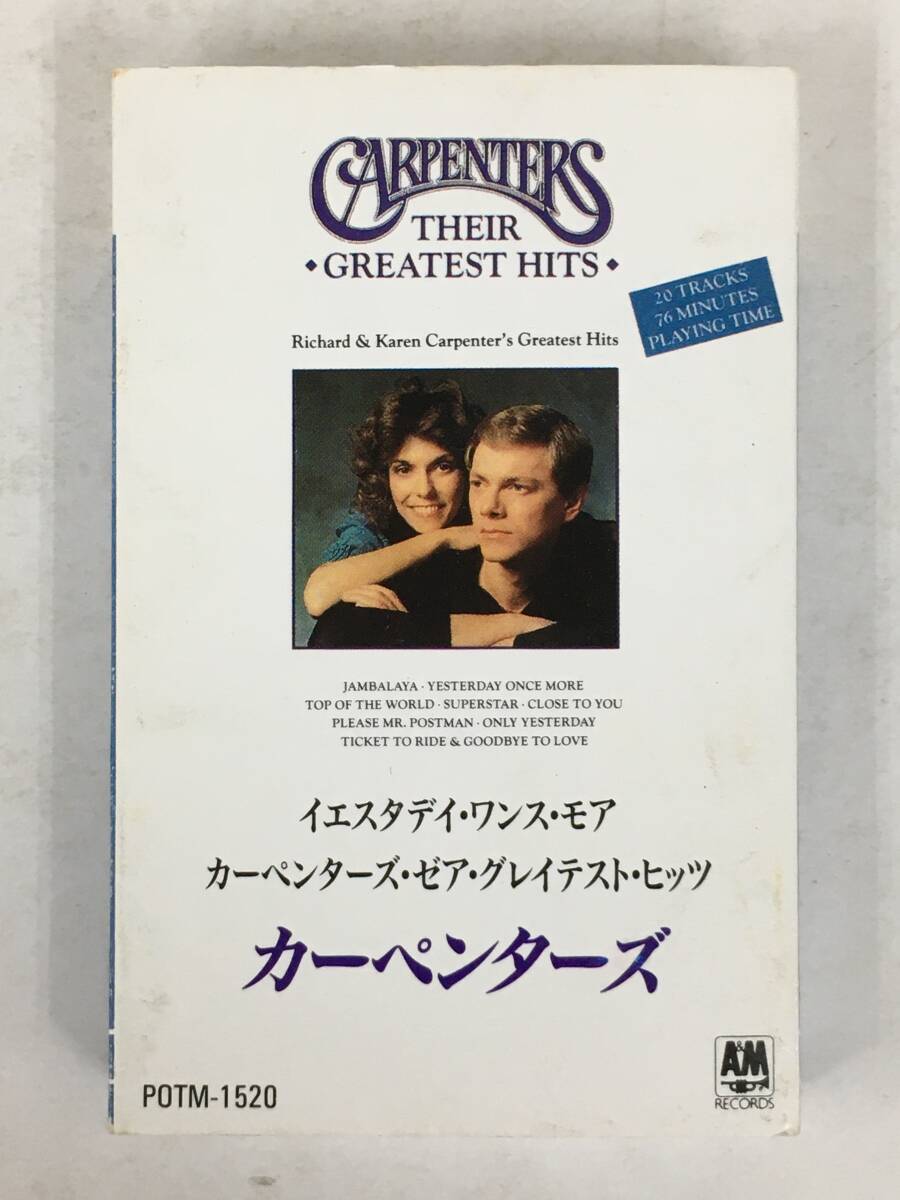 CARPENTERS
THEIR
◆GREATEST HITS◆
20 TRACKS
76 MINUTES
PLAYING TIME
Richard & Karen Carpenter's Greatest Hits
JAMBALAYA · YESTERDAY ONCE MORE
TOP OF THE WORLD · SUPERSTAR · CLOSE TO YOU
PLEASE MR. POSTMAN · ONLY YESTERDAY
TICKET TO RIDE & GOODBYE TO LOVE
イエスタデイ・ワンス・モア
カーペンターズ・ゼア・グレイテスト・ヒッツ
カーペンターズ
A&M
RECORDS
POTM-1520